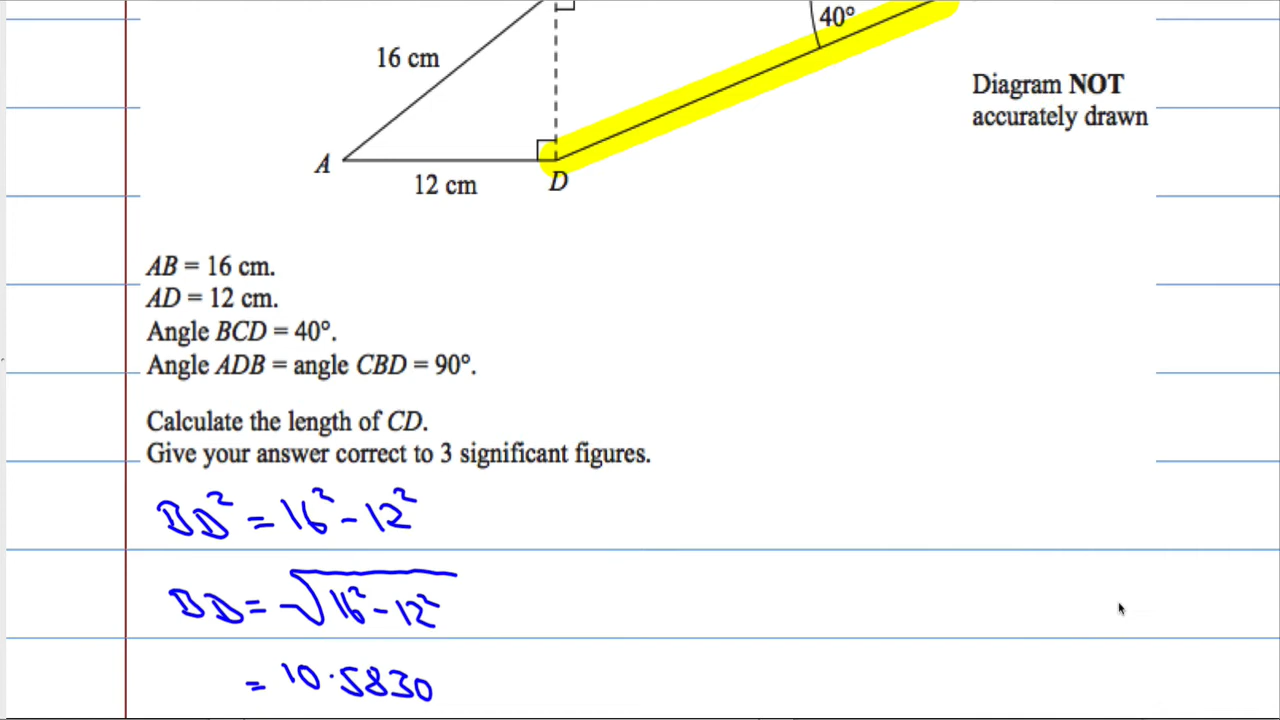 40°
16 cm
Diagram NOT
accurately drawn
A
12 cm
D
AB = 16 cm.
AD = 12 cm.
Angle BCD = 40°.
Angle ADB = angle CBD = 90°.
Calculate the length of CD.
Give your answer correct to 3 significant figures.
BD² = 16² - 12²
BD = √16² - 12²
= 10.5830